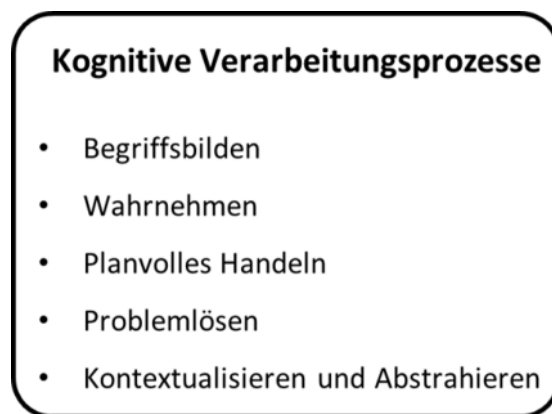 Kognitive Verarbeitungsprozesse
• Begriffsbilden
• Wahrnehmen
• Planvolles Handeln
• Problemlösen
• Kontextualisieren und Abstrahieren